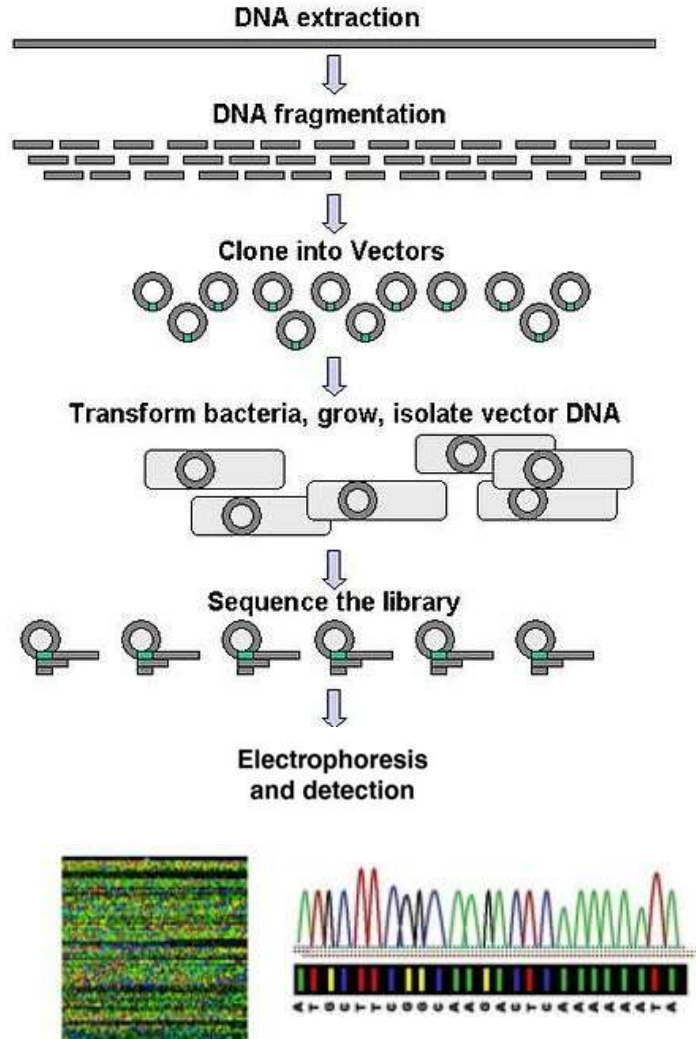 DNA extraction
DNA fragmentation
Clone into Vectors
Transform bacteria, grow, isolate vector DNA
Sequence the library
Electrophoresis
and detection
A T G C T T C G G C A A G A C T C A A A A A A T A